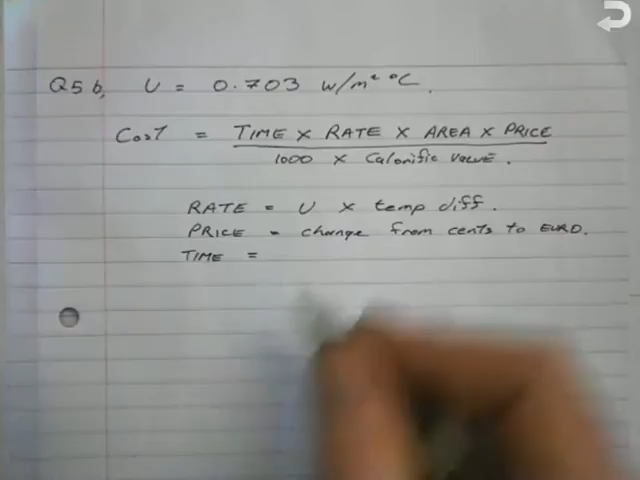 Q5 b, U = 0.703 W/m² °C.
COST = TIME X RATE X AREA X PRICE
1000 X Calorific VALUE.
RATE = U X temp diff.
PRICE = change from cents to EURO.
TIME =